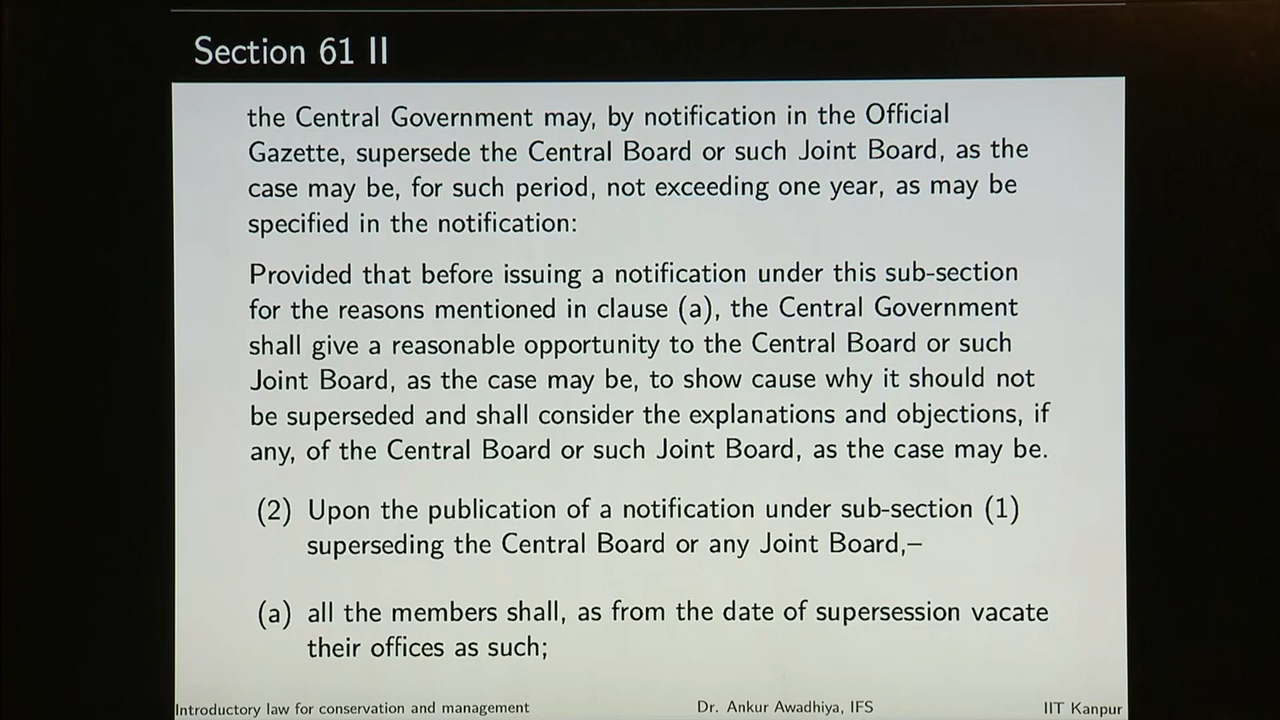 Section 61 II
the Central Government may, by notification in the Official
Gazette, supersede the Central Board or such Joint Board, as the
case may be, for such period, not exceeding one year, as may be
specified in the notification:
Provided that before issuing a notification under this sub-section
for the reasons mentioned in clause (a), the Central Government
shall give a reasonable opportunity to the Central Board or such
Joint Board, as the case may be, to show cause why it should not
be superseded and shall consider the explanations and objections, if
any, of the Central Board or such Joint Board, as the case may be.
(2) Upon the publication of a notification under sub-section (1)
superseding the Central Board or any Joint Board,–
(a) all the members shall, as from the date of supersession vacate
their offices as such;
Introductory law for conservation and management Dr. Ankur Awadhiya, IFS IIT Kanpur